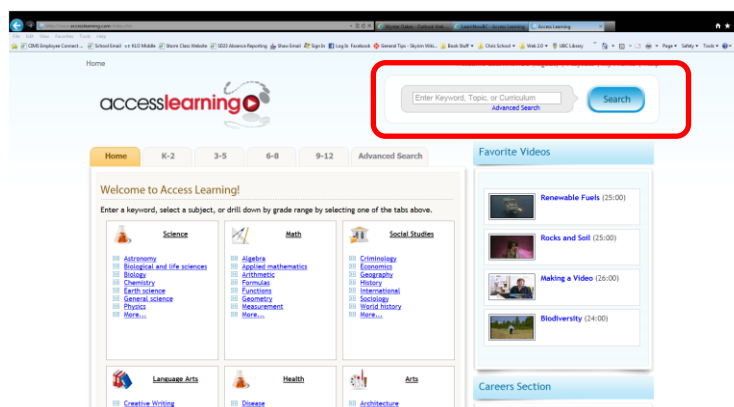 Home
accesslearning
Enter Keyword, Topic, or Curriculum
Search
Advanced Search
Home K-2 3-5 6-8 9-12 Advanced Search
Favorite Videos
Welcome to Access Learning!
Enter a keyword, select a subject, or drill down by grade range by selecting one of the tabs above.
Science
Astronomy
Biological and life sciences
Biology
Chemistry
Earth science
General science
Physics
More...
Math
Algebra
Applied mathematics
Arithmetic
Formulas
Functions
Geometry
Measurement
More...
Social Studies
Criminology
Economics
Geography
History
International
Sociology
World history
More...
Renewable Fuels (25:00)
Rocks and Soil (25:00)
Making a Video (26:00)
Biodiversity (24:00)
Language Arts
Creative Writing
Health
Disease
Arts
Architecture
Careers Section